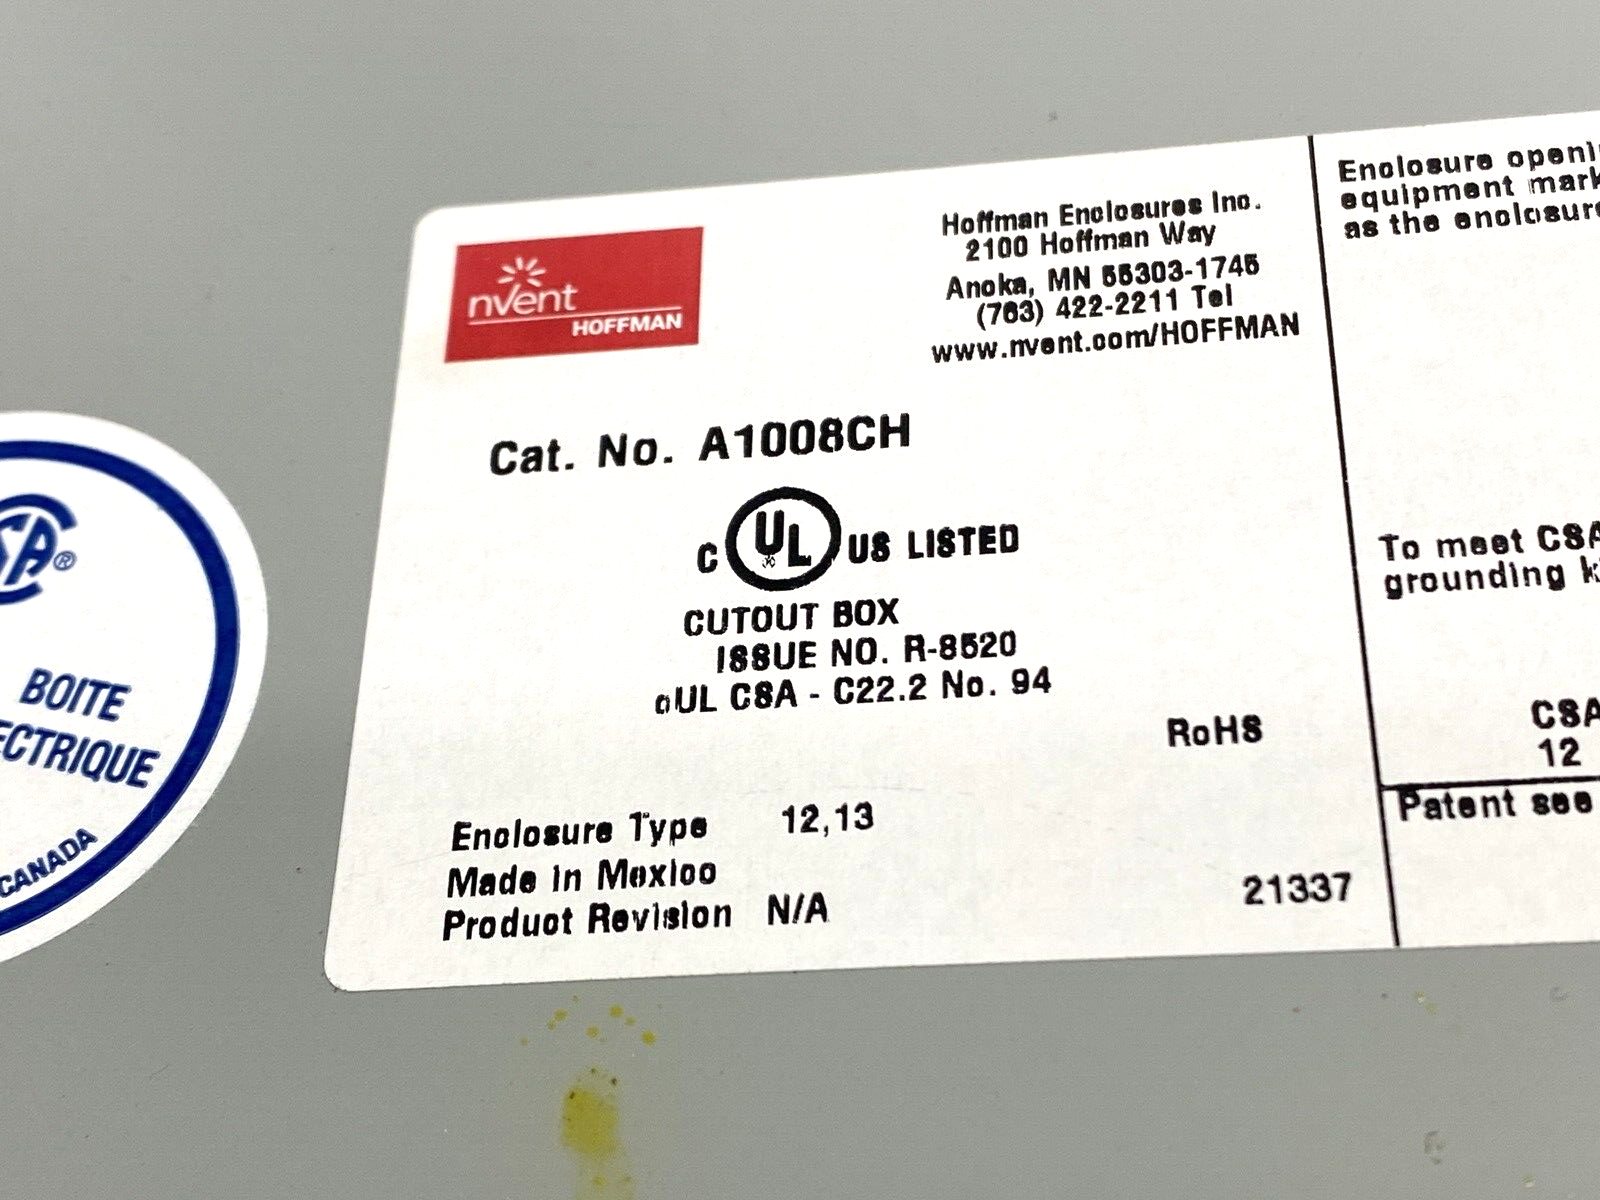 nVent
HOFFMAN
Hoffman Enclosures Inc.
2100 Hoffman Way
Anoka, MN 55303-1745
(763) 422-2211 Tel
www.nvent.com/HOFFMAN
Cat. No. A1008CH
C UL US LISTED
CUTOUT BOX
ISSUE NO. R-8520
cUL CSA - C22.2 No. 94
RoHS
Enclosure Type 12,13
Made in Mexico
Product Revision N/A
21337
Enclosure
equipment
as the
To meet CSA
grounding
CSA
12
Patent see
SA®
BOITE
ECTRIQUE
CANADA